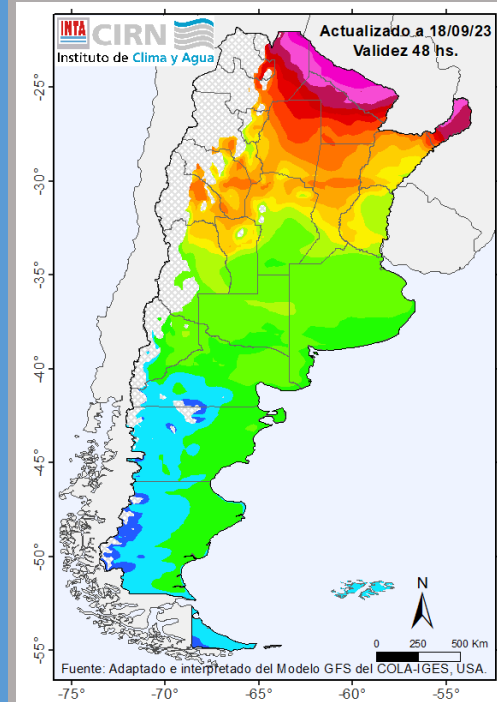 INTA CIRN
Instituto de Clima y Agua
Actualizado a 18/09/23
Validez 48 hs.
-25°
-30°
-35°
-40°
-45°
-50°
-55°
N
0 250 500 Km
Fuente: Adaptado e interpretado del Modelo GFS del COLA-IGES, USA.
-75° -70° -65° -60° -55°